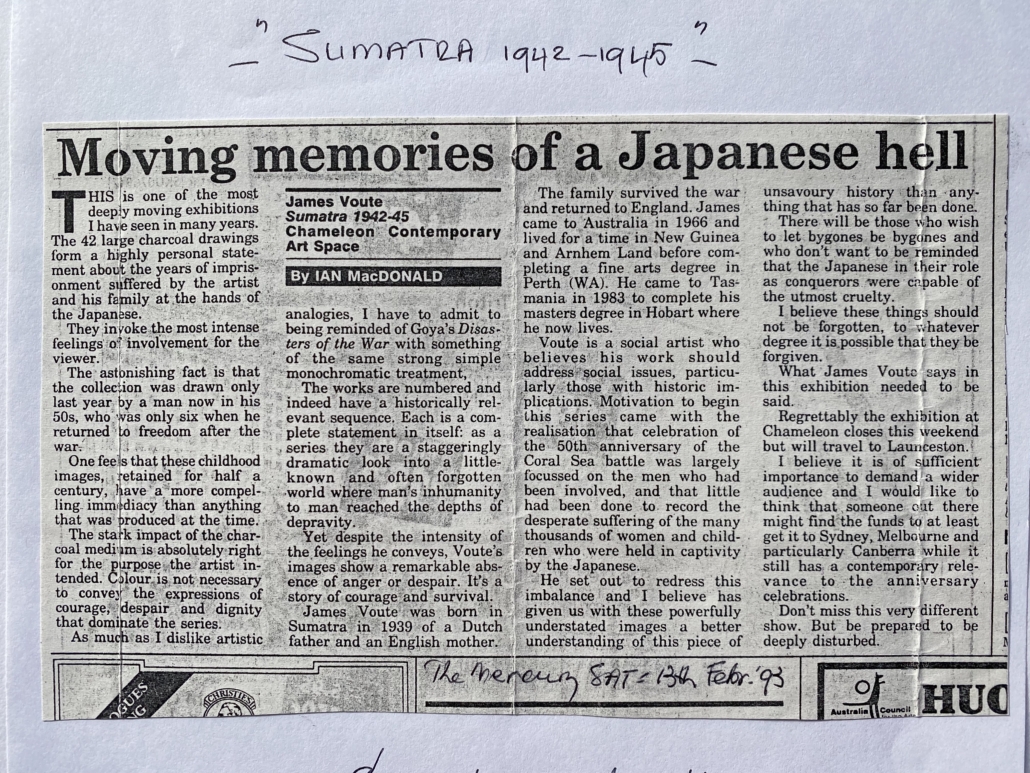 "SUMATRA 1942-1945"
Moving memories of a Japanese hell
THIS is one of the most
deeply moving exhibitions
I have seen in many years.
The 42 large charcoal drawings
form a highly personal state-
ment about the years of impris-
onment suffered by the artist
and his family at the hands of
the Japanese.
They invoke the most intense
feelings of involvement for the
viewer.
The astonishing fact is that
the collection was drawn only
last year by a man now in his
50s, who was only six when he
returned to freedom after the
war.
One feels that these childhood
images, retained for half a
century, have a more compel-
ling immediacy than anything
that was produced at the time.
The stark impact of the char-
coal medium is absolutely right
for the purpose the artist in-
tended. Colour is not necessary
to convey the expressions of
courage, despair and dignity
that dominate the series.
As much as I dislike artistic
James Voute
Sumatra 1942-45
Chameleon Contemporary
Art Space
By IAN MacDONALD
analogies, I have to admit to
being reminded of Goya's Disas-
ters of the War with something
of the same strong simple
monochromatic treatment,
The works are numbered and
indeed have a historically rel-
evant sequence. Each is a com-
plete statement in itself: as a
series they are a staggeringly
dramatic look into a little-
known and often forgotten
world where man's inhumanity
to man reached the depths of
depravity.
Yet despite the intensity of
the feelings he conveys, Voute's
images show a remarkable abs-
ence of anger or despair. It's a
story of courage and survival.
James Voute was born in
Sumatra in 1939 of a Dutch
father and an English mother.
The family survived the war
and returned to England. James
came to Australia in 1966 and
lived for a time in New Guinea
and Arnhem Land before com-
pleting a fine arts degree in
Perth (WA). He came to Tas-
mania in 1983 to complete his
masters degree in Hobart where
he now lives.
Voute is a social artist who
believes his work should
address social issues, particu-
larly those with historic im-
plications. Motivation to begin
this series came with the
realisation that celebration of
the 50th anniversary of the
Coral Sea battle was largely
focussed on the men who had
been involved, and that little
had been done to record the
desperate suffering of the many
thousands of women and child-
ren who were held in captivity
by the Japanese.
He set out to redress this
imbalance and I believe has
given us with these powerfully
understated images a better
understanding of this piece of
unsavoury history than any-
thing that has so far been done.
There will be those who wish
to let bygones be bygones and
who don't want to be reminded
that the Japanese in their role
as conquerors were capable of
the utmost cruelty.
I believe these things should
not be forgotten, to whatever
degree it is possible that they be
forgiven.
What James Voute says in
this exhibition needed to be
said.
Regrettably the exhibition at
Chameleon closes this weekend
but will travel to Launceston.
I believe it is of sufficient
importance to demand a wider
audience and I would like to
think that someone out there
might find the funds to at least
get it to Sydney, Melbourne and
particularly Canberra while it
still has a contemporary rele-
vance to the anniversary
celebrations.
Don't miss this very different
show. But be prepared to be
deeply disturbed.
The Mercury SAT = 13th Febr. '93
OGUES
NG
CHRISTIES
Australia Council
HUO